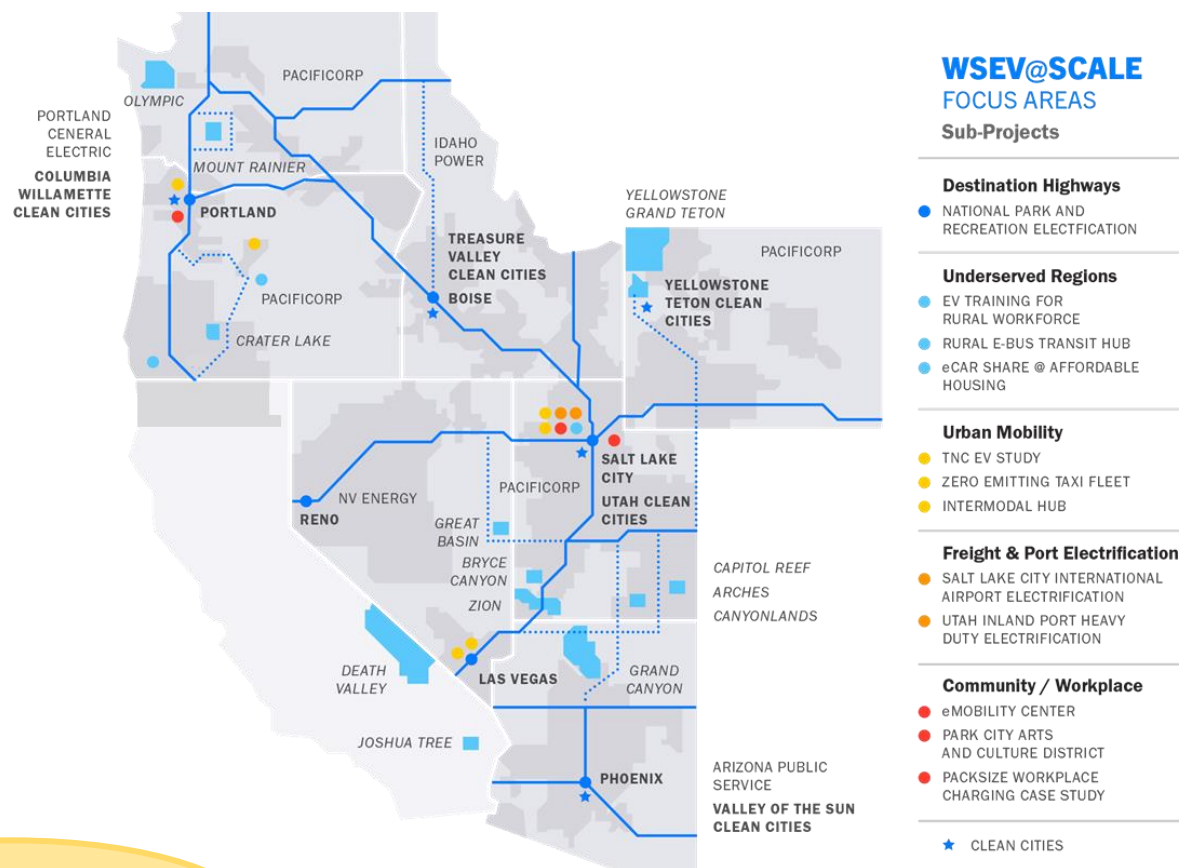 PACIFICORP
OLYMPIC
PORTLAND
GENERAL
ELECTRIC
COLUMBIA
WILLAMETTE
CLEAN CITIES
MOUNT RAINIER
IDAHO
POWER
PORTLAND
YELLOWSTONE
GRAND TETON
PACIFICORP
TREASURE
VALLEY
CLEAN CITIES
BOISE
YELLOWSTONE
TETON CLEAN
CITIES
PACIFICORP
CRATER LAKE
SALT LAKE
CITY
UTAH CLEAN
CITIES
PACIFICORP
NV ENERGY
RENO
GREAT
BASIN
BRYCE
CANYON
ZION
CAPITOL REEF
ARCHES
CANYONLANDS
DEATH
VALLEY
LAS VEGAS
GRAND
CANYON
JOSHUA TREE
PHOENIX
ARIZONA PUBLIC
SERVICE
VALLEY OF THE SUN
CLEAN CITIES
WSEV@SCALE
FOCUS AREAS
Sub-Projects
Destination Highways
NATIONAL PARK AND
RECREATION ELECTFICATION
Underserved Regions
EV TRAINING FOR
RURAL WORKFORCE
RURAL E-BUS TRANSIT HUB
eCAR SHARE @ AFFORDABLE
HOUSING
Urban Mobility
TNC EV STUDY
ZERO EMITTING TAXI FLEET
INTERMODAL HUB
Freight & Port Electrification
SALT LAKE CITY INTERNATIONAL
AIRPORT ELECTRIFICATION
UTAH INLAND PORT HEAVY
DUTY ELECTRIFICATION
Community / Workplace
eMOBILITY CENTER
PARK CITY ARTS
AND CULTURE DISTRICT
PACKSIZE WORKPLACE
CHARGING CASE STUDY
CLEAN CITIES